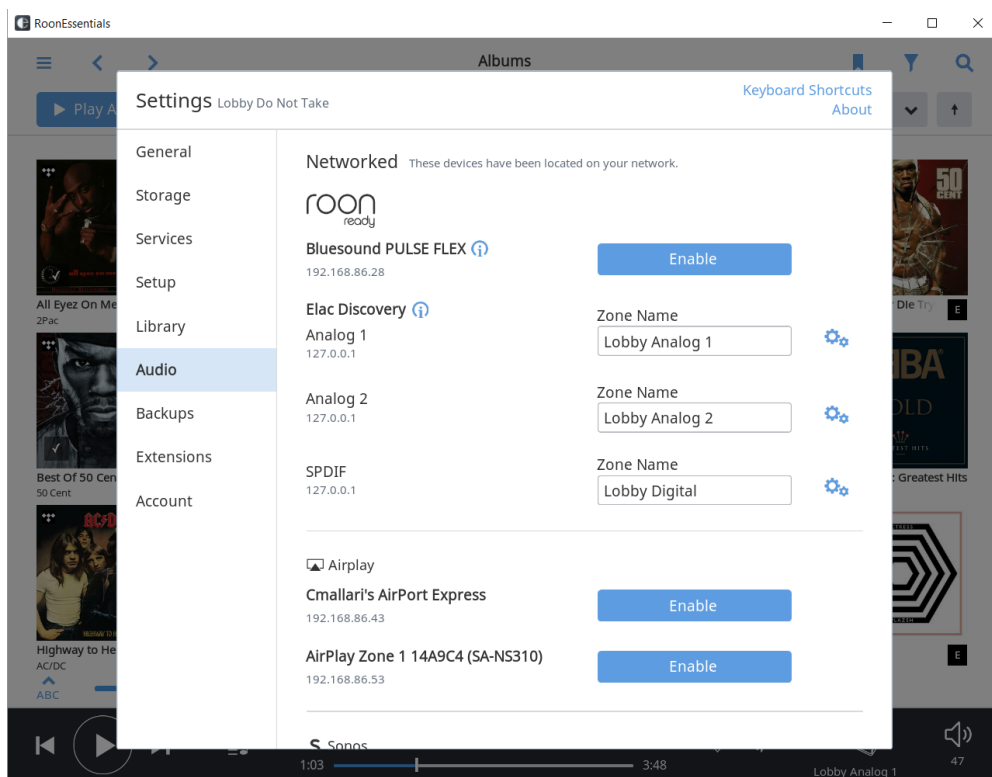 RoonEssentials
Albums
Play A
Settings Lobby Do Not Take
Keyboard Shortcuts
About
General
Storage
Services
Setup
Library
Audio
Backups
Extensions
Account
Networked These devices have been located on your network.
roon
ready
Bluesound PULSE FLEX
192.168.86.28
Enable
Elac Discovery
Analog 1
127.0.0.1
Zone Name
Lobby Analog 1
Analog 2
127.0.0.1
Zone Name
Lobby Analog 2
SPDIF
127.0.0.1
Zone Name
Lobby Digital
Airplay
Cmallari's AirPort Express
192.168.86.43
Enable
AirPlay Zone 1 14A9C4 (SA-NS310)
192.168.86.53
Enable
Sonos
All Eyez On Me
2Pac
Best Of 50 Cen
50 Cent
AC/D
HIGHWAY TO H
Highway to He
AC/DC
ABC
50
CENT
Die Try
E
BA
OLD
EST HITS
: Greatest Hits
E
1:03
3:48
Lobby Analog 1
47